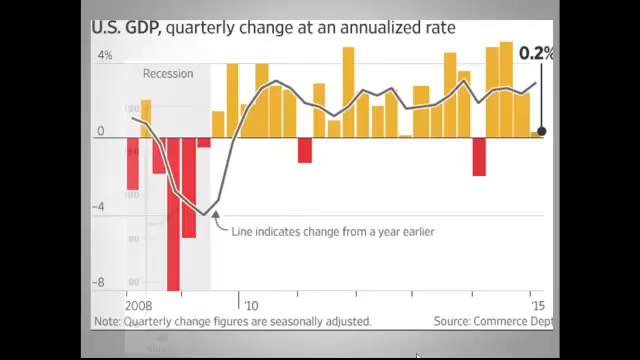 U.S. GDP, quarterly change at an annualized rate
4%
Recession
0.2%
0
-4
Line indicates change from a year earlier
-8
2008
'10
'15
Note: Quarterly change figures are seasonally adjusted.
Source: Commerce Dept